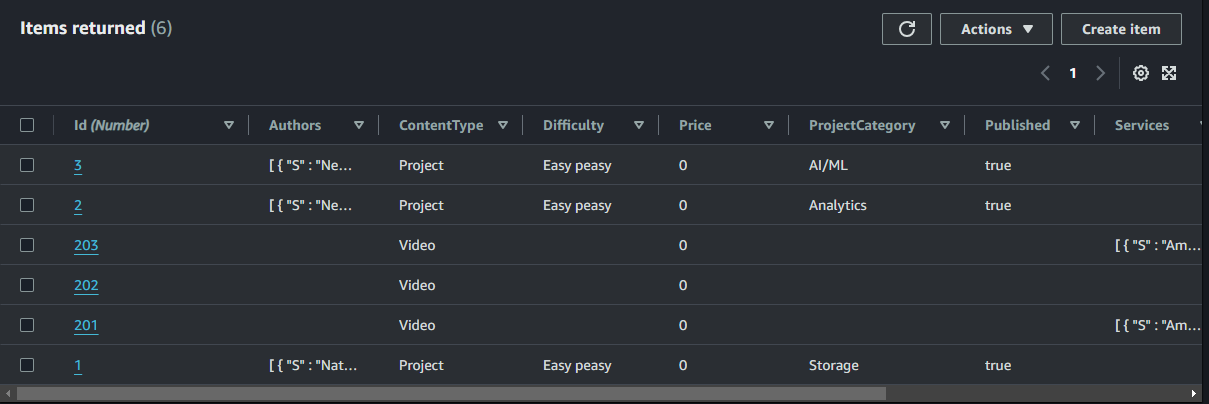 Items returned (6)
Actions
Create item
1
Id (Number) Authors ContentType Difficulty Price ProjectCategory Published Services
3 [ { "S" : "Ne... Project Easy peasy 0 AI/ML true
2 [ { "S" : "Ne... Project Easy peasy 0 Analytics true
203 Video 0 [ { "S" : "Am...
202 Video 0
201 Video 0 [ { "S" : "Am...
1 [ { "S" : "Nat... Project Easy peasy 0 Storage true